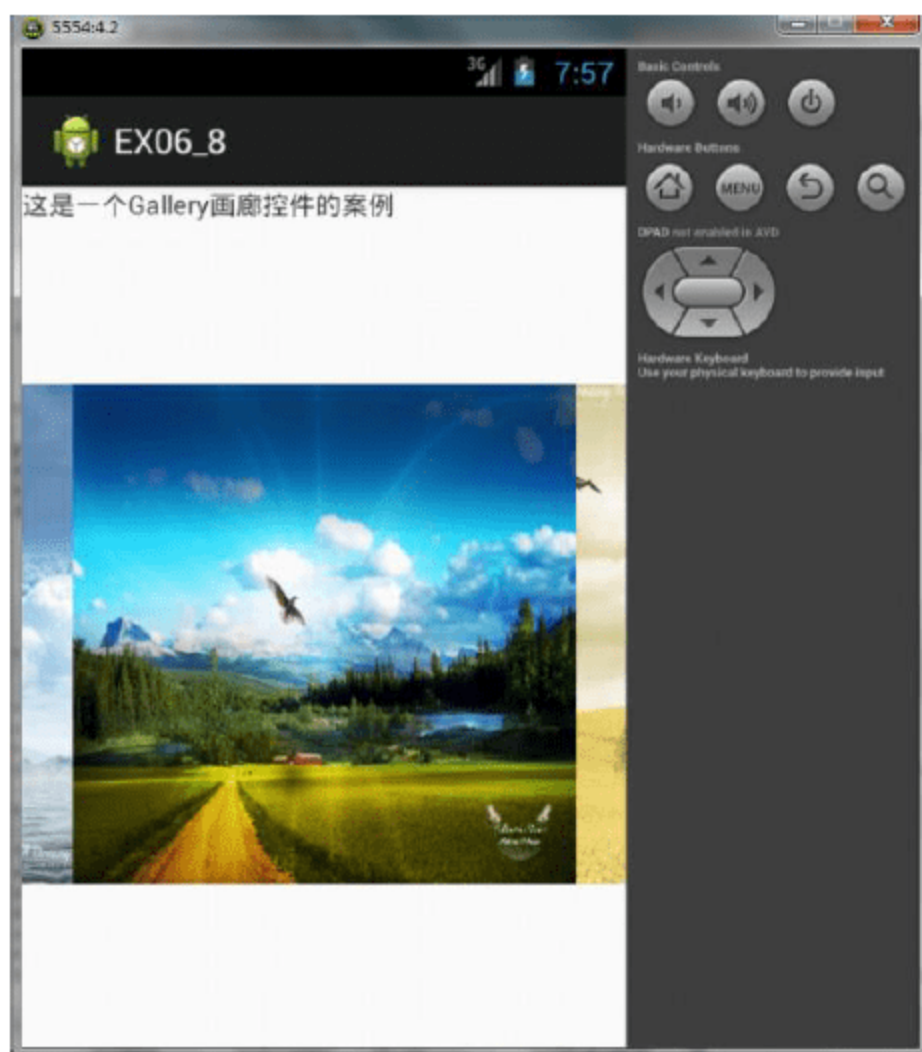 5554:4.2
3G
7:57
EX06_8
这是一个Gallery画廊控件的案例
Basic Controls
Hardware Buttons
MENU
DPAD not enabled in AVD
Hardware Keyboard
Use your physical keyboard to provide input